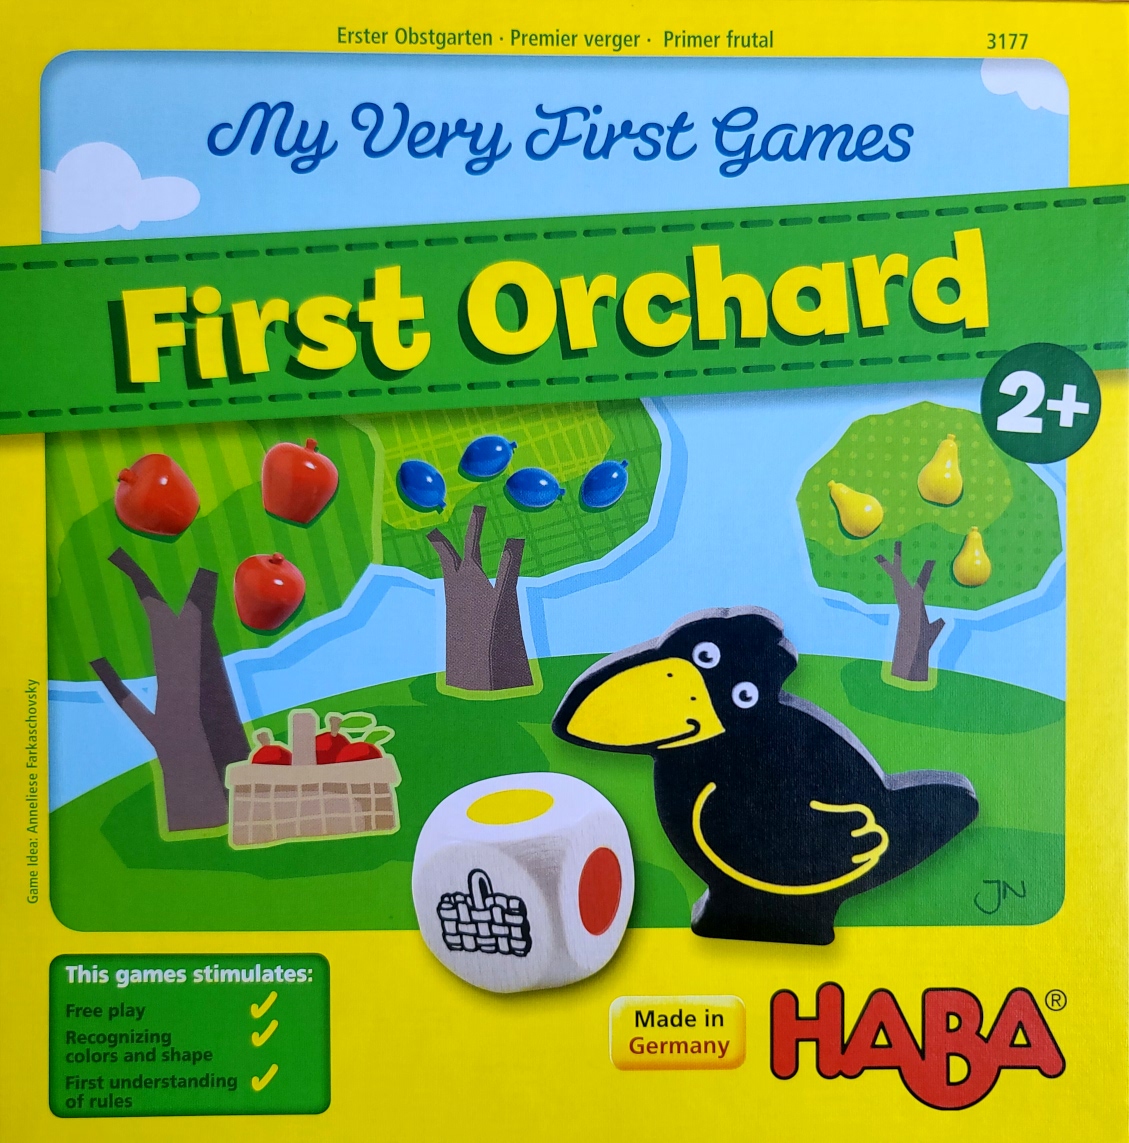 Erster Obstgarten · Premier verger · Primer frutal
3177
My Very First Games
First Orchard
2+
Game Idea: Anneliese Farkaschovsky
JN
This games stimulates:
Free play
Recognizing
colors and shape
First understanding
of rules
Made in
Germany
HABA®